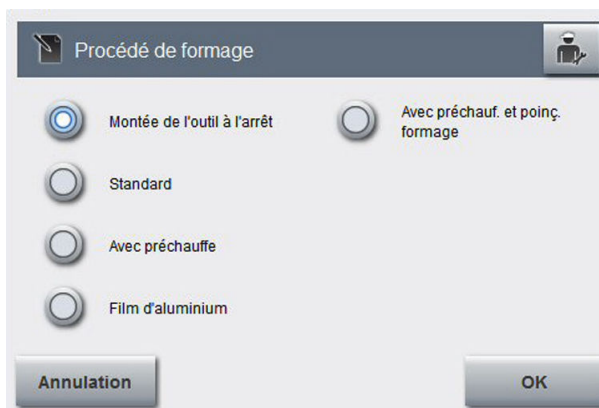 Procédé de formage
Montée de l'outil à l'arrêt
Avec préchauf. et poinç.
formage
Standard
Avec préchauffe
Film d'aluminium
Annulation
OK